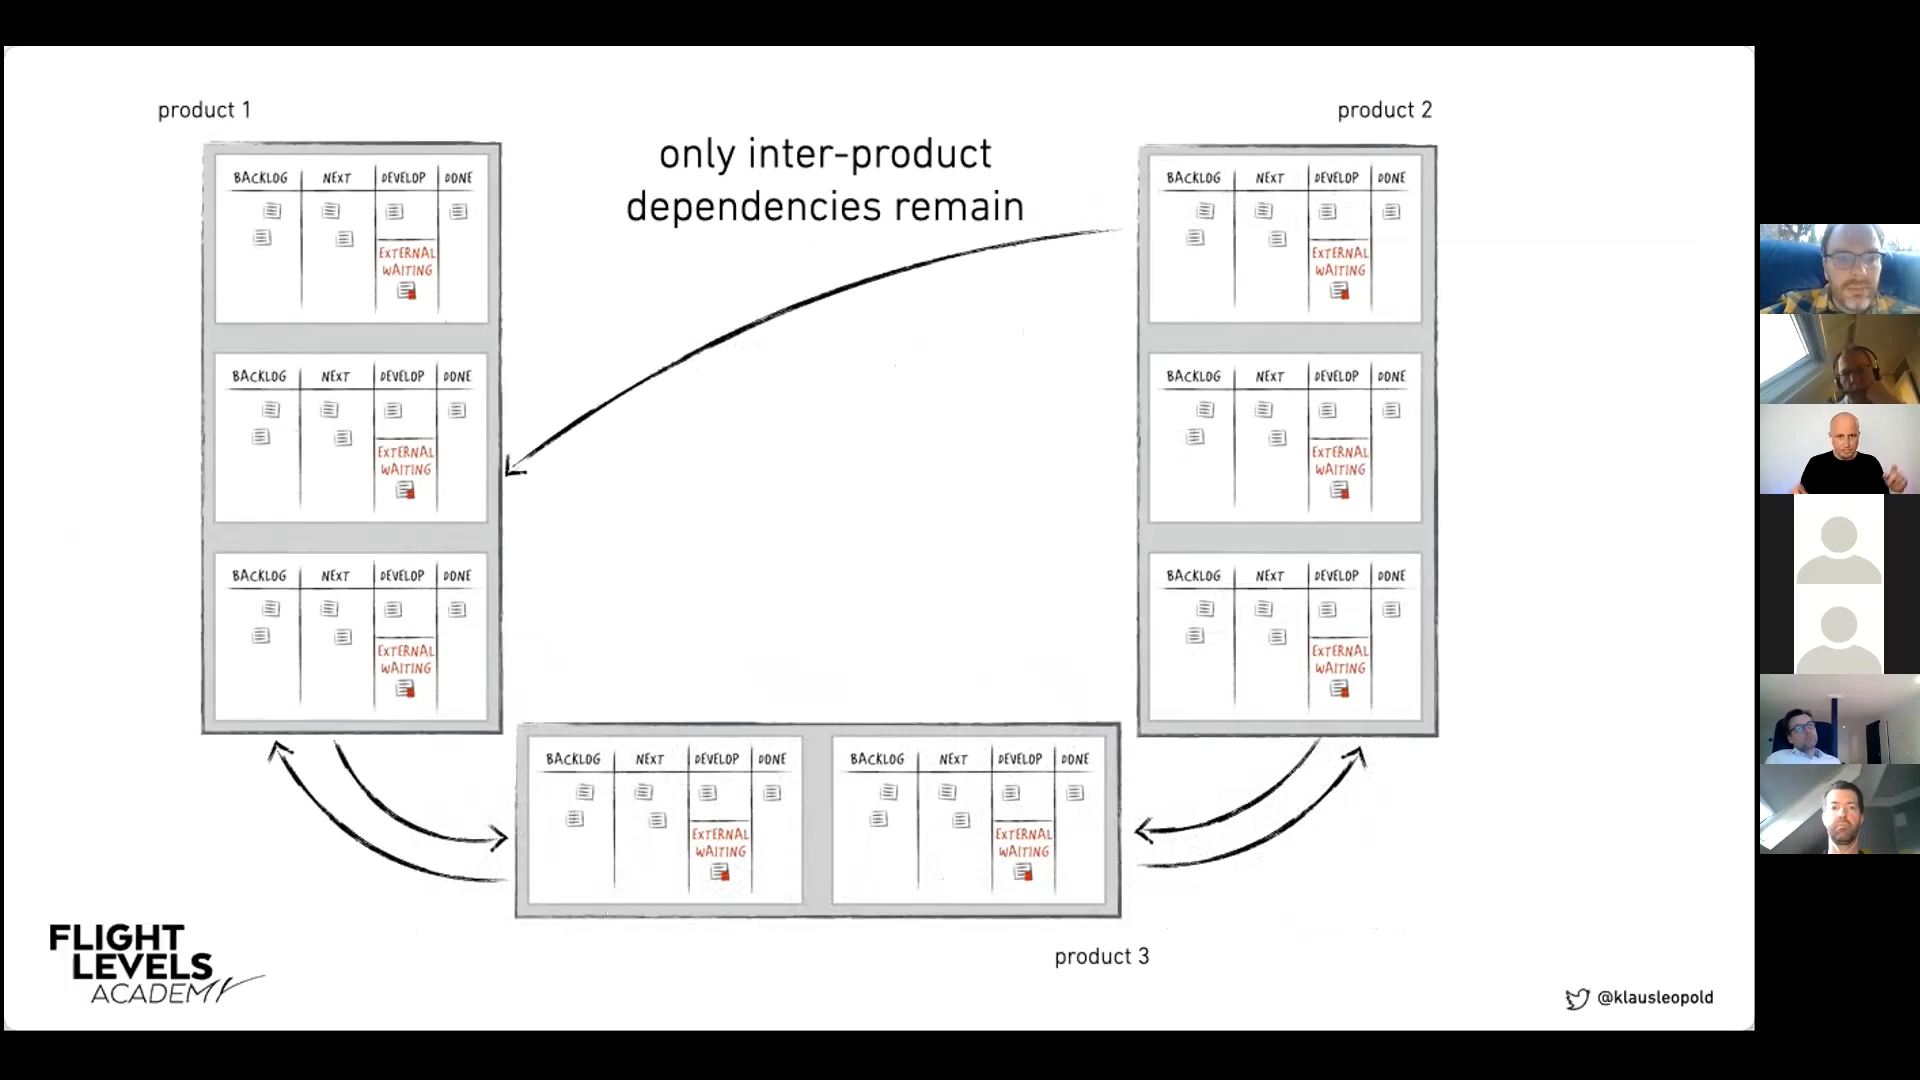 product 1
product 2
only inter-product
dependencies remain
BACKLOG NEXT DEVELOP DONE
EXTERNAL
WAITING
BACKLOG NEXT DEVELOP DONE
EXTERNAL
WAITING
BACKLOG NEXT DEVELOP DONE
EXTERNAL
WAITING
BACKLOG NEXT DEVELOP DONE
EXTERNAL
WAITING
BACKLOG NEXT DEVELOP DONE
EXTERNAL
WAITING
BACKLOG NEXT DEVELOP DONE
EXTERNAL
WAITING
BACKLOG NEXT DEVELOP DONE
EXTERNAL
WAITING
BACKLOG NEXT DEVELOP DONE
EXTERNAL
WAITING
product 3
FLIGHT
LEVELS
ACADEMY
@klausleopold